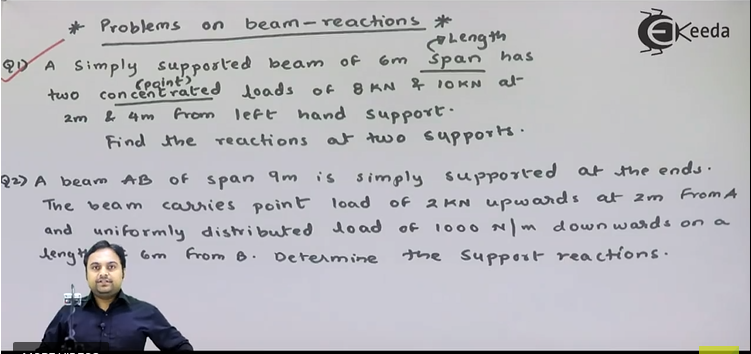 * Problems on beam-reactions *
Length
Q1) A simply supported beam of 6m span has
(point)
two concentrated loads of 8 KN & 10 KN at
2m & 4m from left hand support.
Find the reactions at two supports.
Q2) A beam AB of span 9m is simply supported at the ends.
The beam carries point load of 2 KN upwards at 2m from A
and uniformly distributed load of 1000 N/m downwards on a
6m from B. Determine the support reactions.
Ekeeda